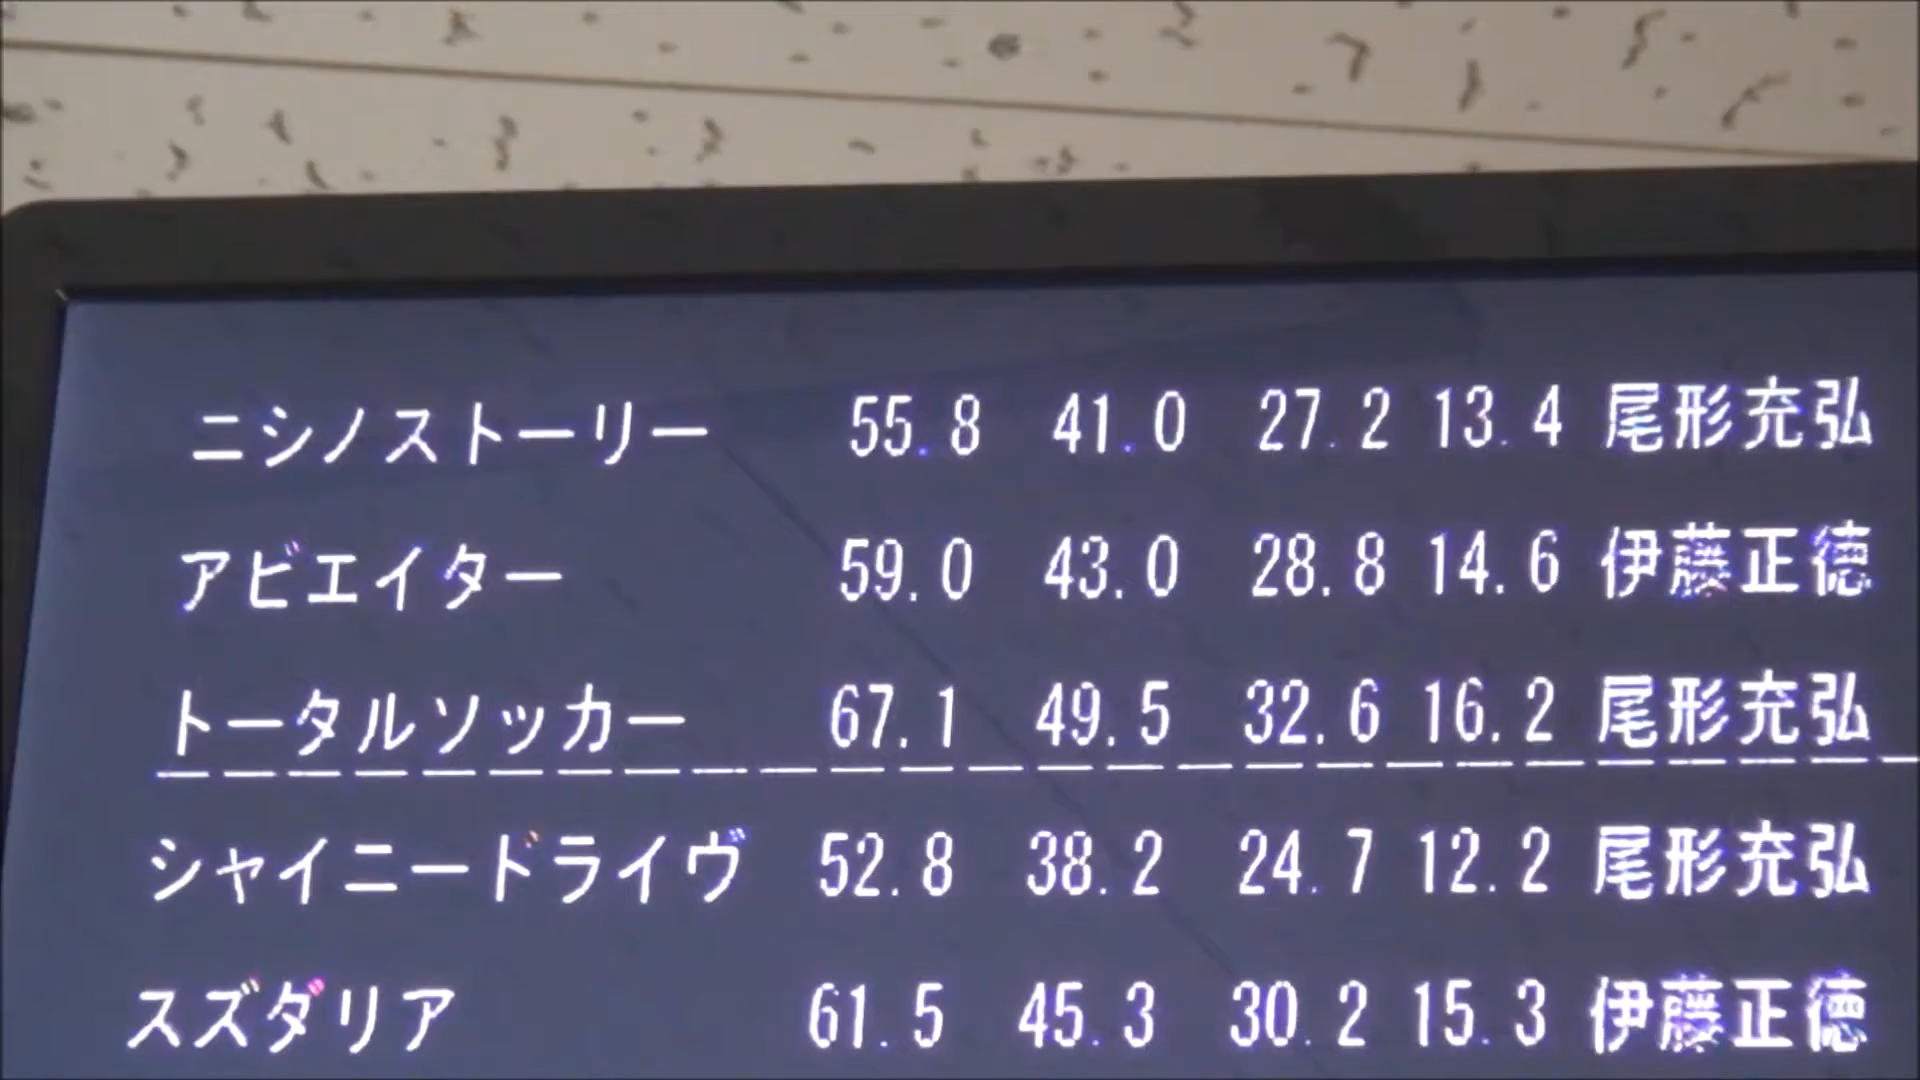 ニシノストーリー 55.8 41.0 27.2 13.4 尾形充弘
アビエイター 59.0 43.0 28.8 14.6 伊藤正徳
トータルソッカー 67.1 49.5 32.6 16.2 尾形充弘
シャイニードライヴ 52.8 38.2 24.7 12.2 尾形充弘
スズダリア 61.5 45.3 30.2 15.3 伊藤正徳